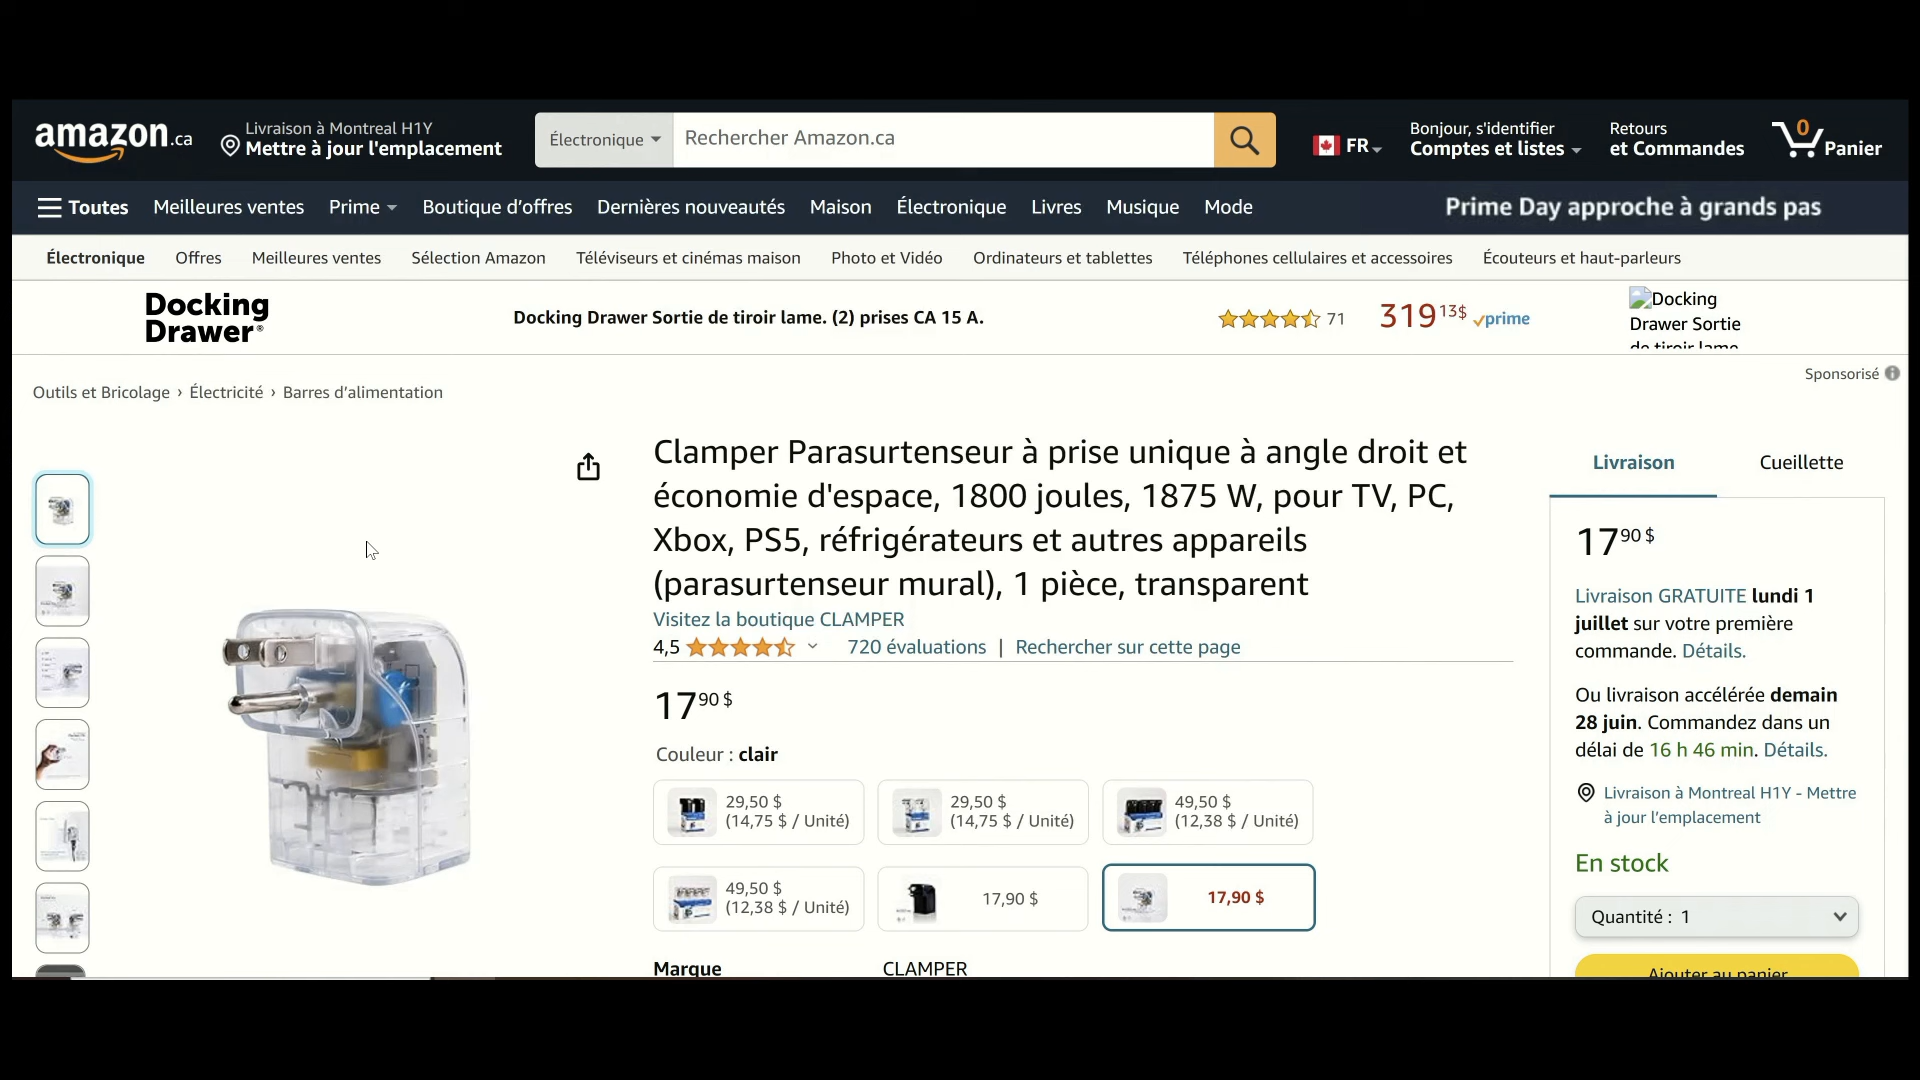 amazon.ca
Livraison à Montreal H1Y
Mettre à jour l'emplacement
Électronique
Rechercher Amazon.ca
FR
Bonjour, s'identifier
Comptes et listes
Retours
et Commandes
0
Panier
Toutes
Meilleures ventes
Prime
Boutique d'offres
Dernières nouveautés
Maison
Électronique
Livres
Musique
Mode
Prime Day approche à grands pas
Électronique
Offres
Meilleures ventes
Sélection Amazon
Téléviseurs et cinémas maison
Photo et Vidéo
Ordinateurs et tablettes
Téléphones cellulaires et accessoires
Écouteurs et haut-parleurs
Docking
Drawer®
Docking Drawer Sortie de tiroir lame. (2) prises CA 15 A.
71
319 13$
prime
Docking
Drawer Sortie
de tiroir lame
Sponsorisé
Outils et Bricolage › Électricité › Barres d’alimentation
Clamper Parasurtenseur à prise unique à angle droit et
économie d'espace, 1800 joules, 1875 W, pour TV, PC,
Xbox, PS5, réfrigérateurs et autres appareils
(parasurtenseur mural), 1 pièce, transparent
Visitez la boutique CLAMPER
4,5
720 évaluations | Rechercher sur cette page
17 90 $
Couleur : clair
29,50 $
(14,75 $ / Unité)
29,50 $
(14,75 $ / Unité)
49,50 $
(12,38 $ / Unité)
49,50 $
(12,38 $ / Unité)
17,90 $
17,90 $
Marque
CLAMPER
Livraison
Cueillette
17 90 $
Livraison GRATUITE lundi 1
juillet sur votre première
commande. Détails.
Ou livraison accélérée demain
28 juin. Commandez dans un
délai de 16 h 46 min. Détails.
Livraison à Montreal H1Y - Mettre
à jour l’emplacement
En stock
Quantité : 1
Ajouter au panier